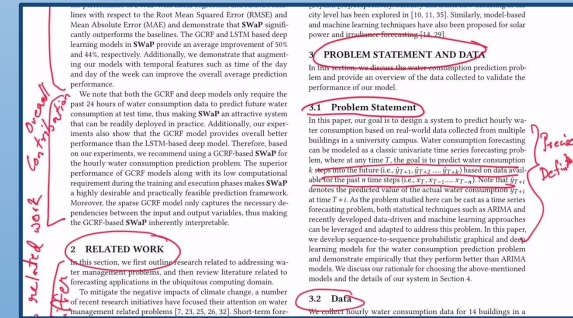 lines with respect to the Root Mean Squared Error (RMSE) and
Mean Absolute Error (MAE) and demonstrate that SWaP signifi-
cantly outperforms the baselines. The GCRF and LSTM based deep
learning models in SWaP provide an average improvement of 50%
and 44%, respectively. Additionally, we demonstrate that augment-
ing our models with temporal features such as time of the day
and day of the week can improve the overall average prediction
performance.
We note that both the GCRF and deep models only require the
past 24 hours of water consumption data to predict future water
consumption at test time, thus making SWaP an attractive system
that can be readily deployed in practice. Additionally, our exper-
iments also show that the GCRF model provides overall better
performance than the LSTM-based deep model. Therefore, based
on our experiments, we recommend using a GCRF-based SWaP for
the hourly water consumption prediction problem. The superior
performance of GCRF models along with its low computational
requirement during the training and execution phases makes SWaP
a highly desirable and practically feasible prediction framework.
Moreover, the sparse GCRF model only captures the necessary de-
pendencies between the input and output variables, thus making
the GCRF-based SWaP inherently interpretable.
2 RELATED WORK
In this section, we first outline research related to addressing wa-
ter management problems, and then review literature related to
forecasting applications in the ubiquitous computing domain.
To mitigate the negative impacts of climate change, a number
of recent research initiatives have focused their attention on water
management related problems [7, 23, 25, 26, 32]. Short-term fore-
Overall
Contribution
related work
city level has been explored in [10, 11, 35]. Similarly, model-based
and machine learning techniques have also been proposed for solar
power and irradiance forecasting [14, 29].
3 PROBLEM STATEMENT AND DATA
In this section, we discuss the water consumption prediction prob-
lem and provide an overview of the data collected to validate the
performance of our model.
3.1 Problem Statement
In this paper, our goal is to design a system to predict hourly wa-
ter consumption based on real-world data collected from multiple
buildings in a university campus. Water consumption forecasting
can be modeled as a classic univariate time series forecasting prob-
lem, where at any time T, the goal is to predict water consumption
k steps into the future (i.e., ŷT+1, ŷT+2 .... ŷT+k) based on data avail-
able for the past n time steps (i.e., xT, xT−1.... xT−n). Note that ŷT+i
denotes the predicted value of the actual water consumption yT+i
at time T + i. As the problem studied here can be cast as a time series
forecasting problem, both statistical techniques such as ARIMA and
recently developed data-driven and machine learning approaches
can be leveraged and adapted to address this problem. In this paper,
we develop sequence-to-sequence probabilistic graphical and deep
learning models for the water consumption prediction problem
and demonstrate empirically that they perform better than ARIMA
models. We discuss our rationale for choosing the above-mentioned
models and the details of our system in Section 4.
3.2 Data
We collect hourly water consumption data for 14 buildings in a
Precise